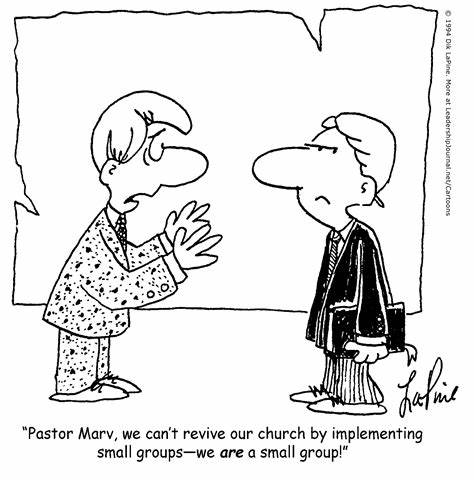 © 1994 Dik LaPine. More at LeadershipJournal.net/Cartoons
LaPine
"Pastor Marv, we can't revive our church by implementing
small groups—we are a small group!"